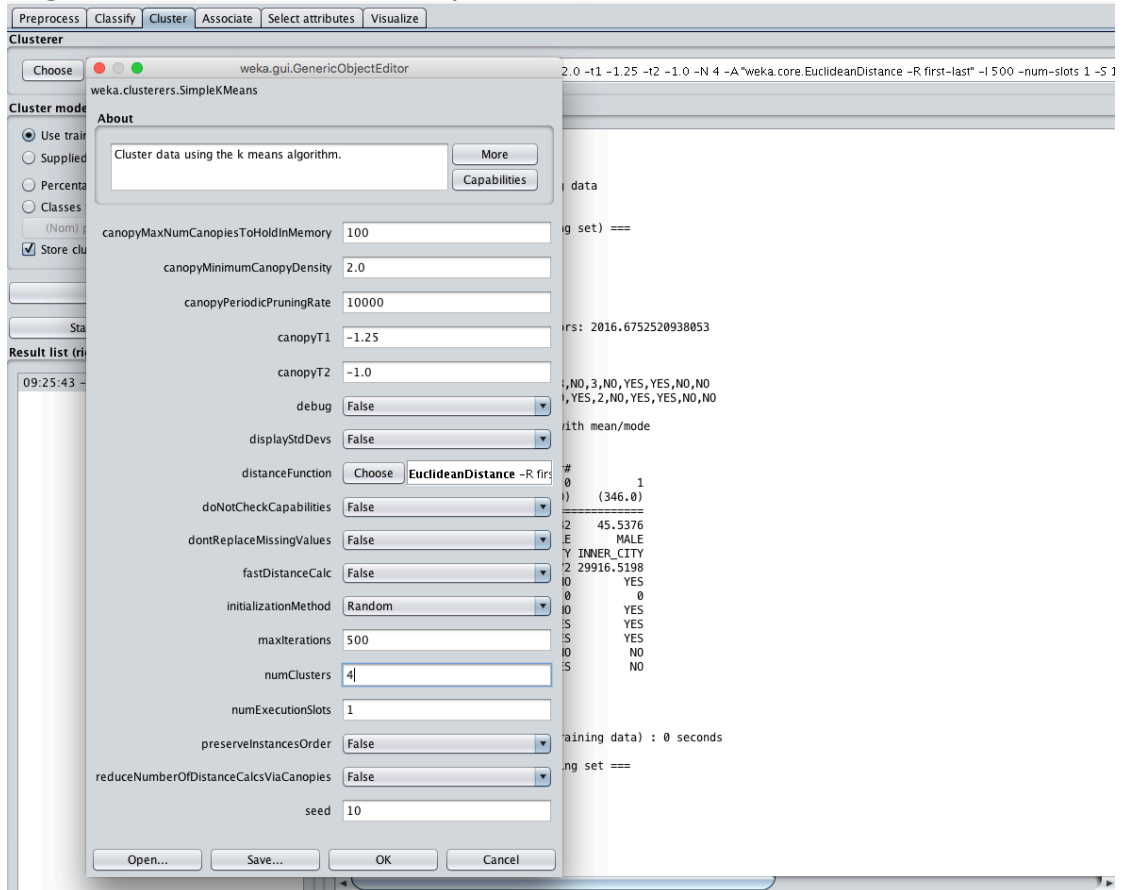 Preprocess Classify Cluster Associate Select attributes Visualize
Clusterer
Choose 2.0 -t1 -1.25 -t2 -1.0 -N 4 -A "weka.core.EuclideanDistance -R first-last" -I 500 -num-slots 1 -S 1
weka.gui.GenericObjectEditor
weka.clusterers.SimpleKMeans
About
Cluster data using the k means algorithm.
More
Capabilities
canopyMaxNumCanopiesToHoldInMemory 100
canopyMinimumCanopyDensity 2.0
canopyPeriodicPruningRate 10000
canopyT1 -1.25
canopyT2 -1.0
debug False
displayStdDevs False
distanceFunction Choose EuclideanDistance -R firs
doNotCheckCapabilities False
dontReplaceMissingValues False
fastDistanceCalc False
initializationMethod Random
maxIterations 500
numClusters 4
numExecutionSlots 1
preserveInstancesOrder False
reduceNumberOfDistanceCalcsViaCanopies False
seed 10
Open... Save... OK Cancel
Cluster mode
Use train
Supplied
Percenta
Classes
(Nom)
Store clu
Sta
Result list (ri
09:25:43 -
data
g set) ===
rs: 2016.6752520938053
,NO,3,NO,YES,YES,NO,NO
,YES,2,NO,YES,YES,NO,NO
with mean/mode
#
0 1
) (346.0)
============
2 45.5376
E MALE
Y INNER_CITY
2 29916.5198
O YES
0 0
O YES
S YES
S YES
O NO
S NO
aining data) : 0 seconds
ng set ===